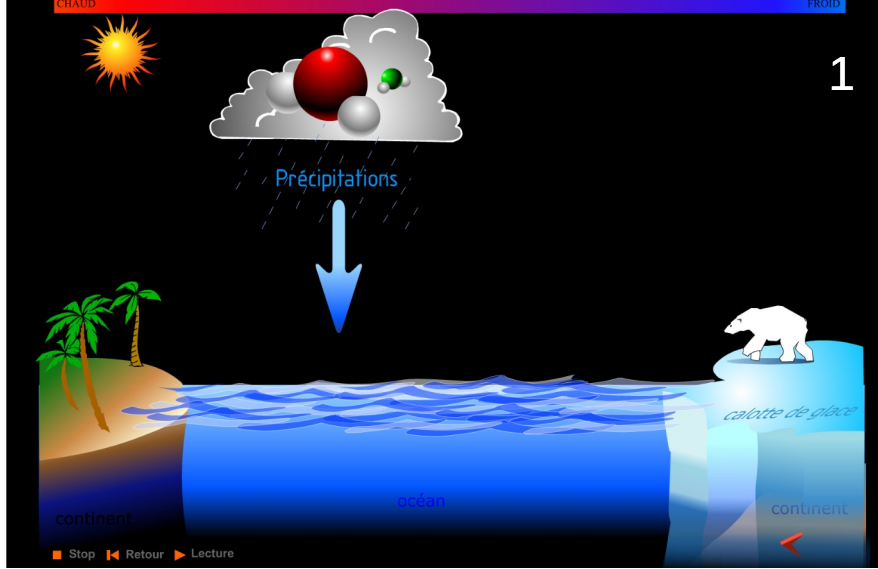 CHAUD FROID
1
Précipitations
calotte de glace
océan
continent
continent
Stop Retour Lecture